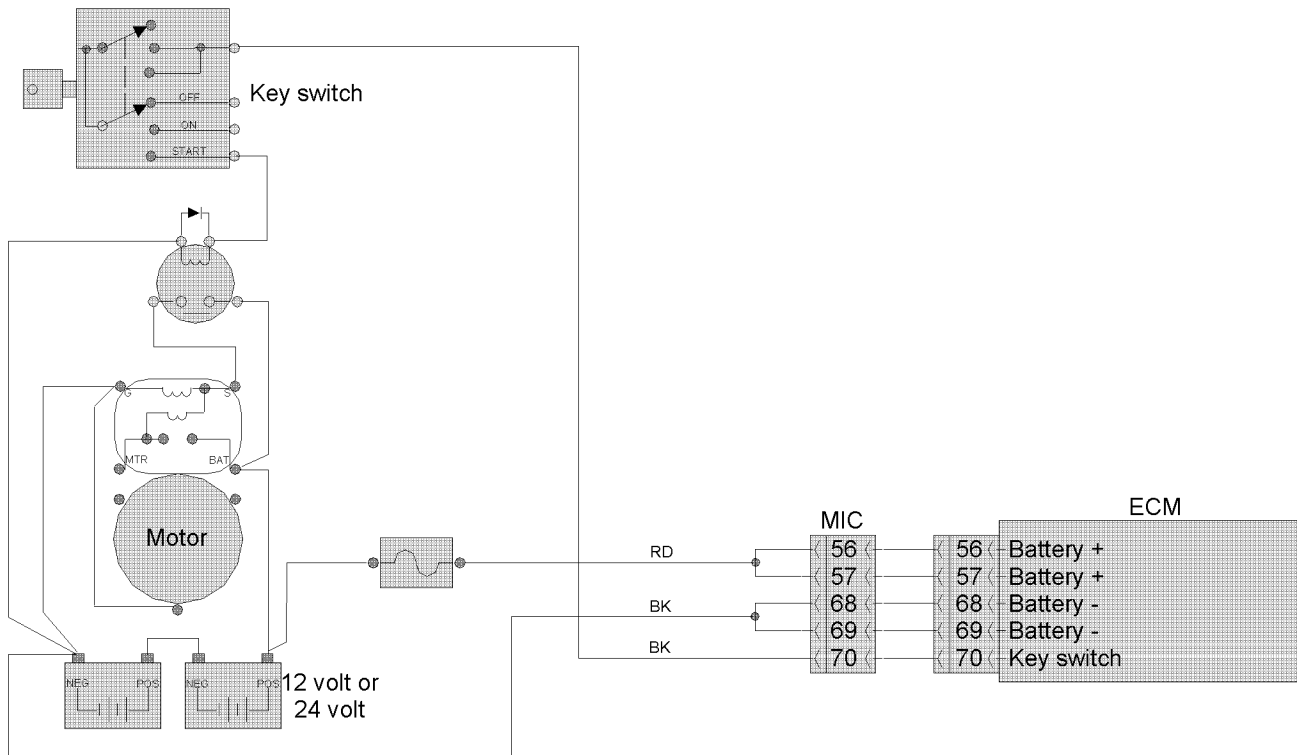 OFF
Key switch
ON
START
G
S
MTR
BAT
Motor
MIC
ECM
RD
56
56
Battery +
57
57
Battery +
BK
68
68
Battery -
69
69
Battery -
BK
70
70
Key switch
NEG
POS
NEG
POS
12 volt or
24 volt